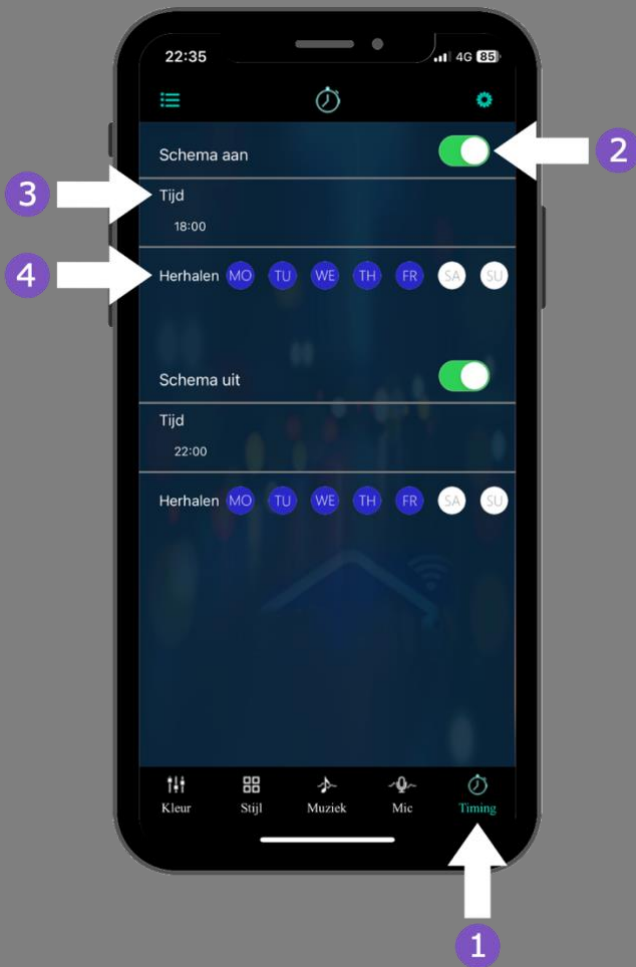 22:35 4G 85
Schema aan
2
3
Tijd
18:00
4
Herhalen MO TU WE TH FR SA SU
Schema uit
Tijd
22:00
Herhalen MO TU WE TH FR SA SU
Kleur Stijl Muziek Mic Timing
1